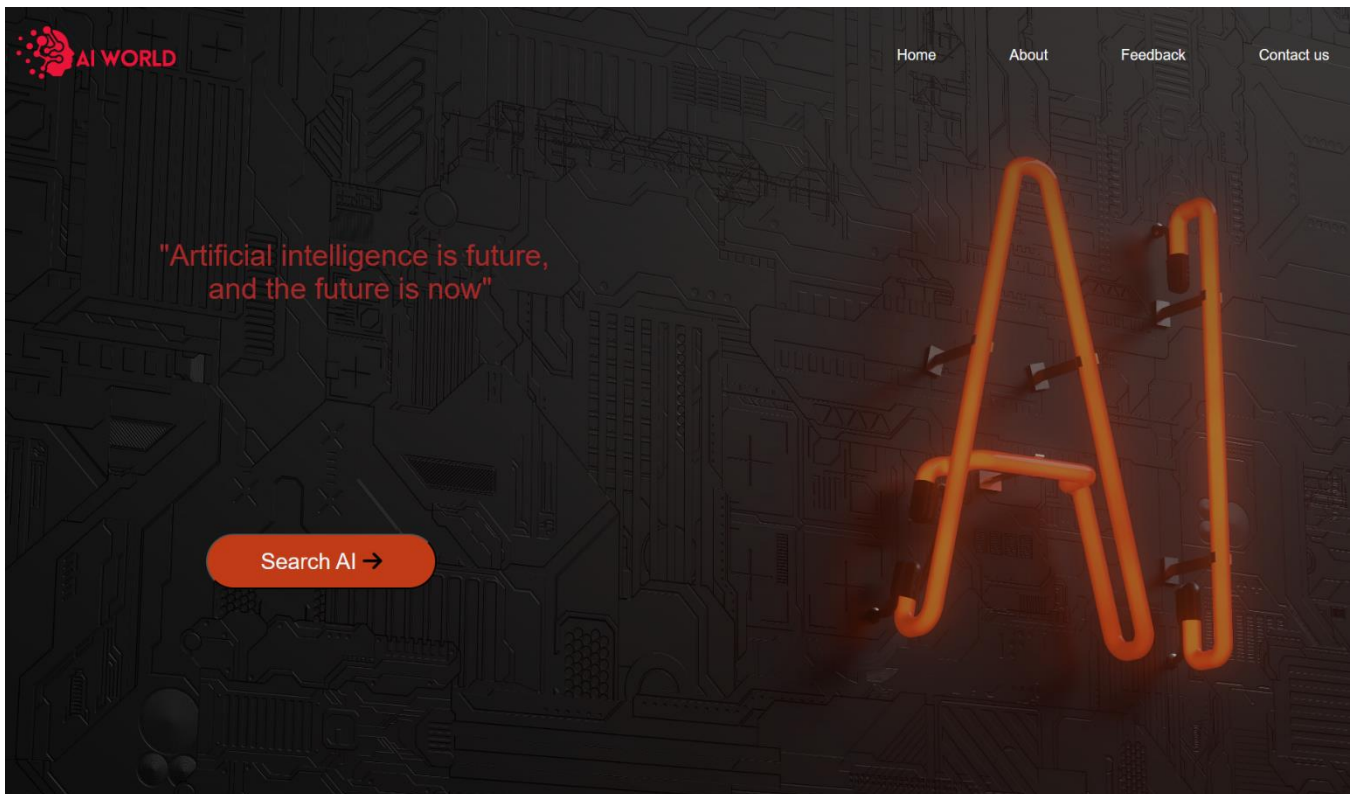 AI WORLD
Home
About
Feedback
Contact us
"Artificial intelligence is future,
and the future is now"
Search AI →
AI